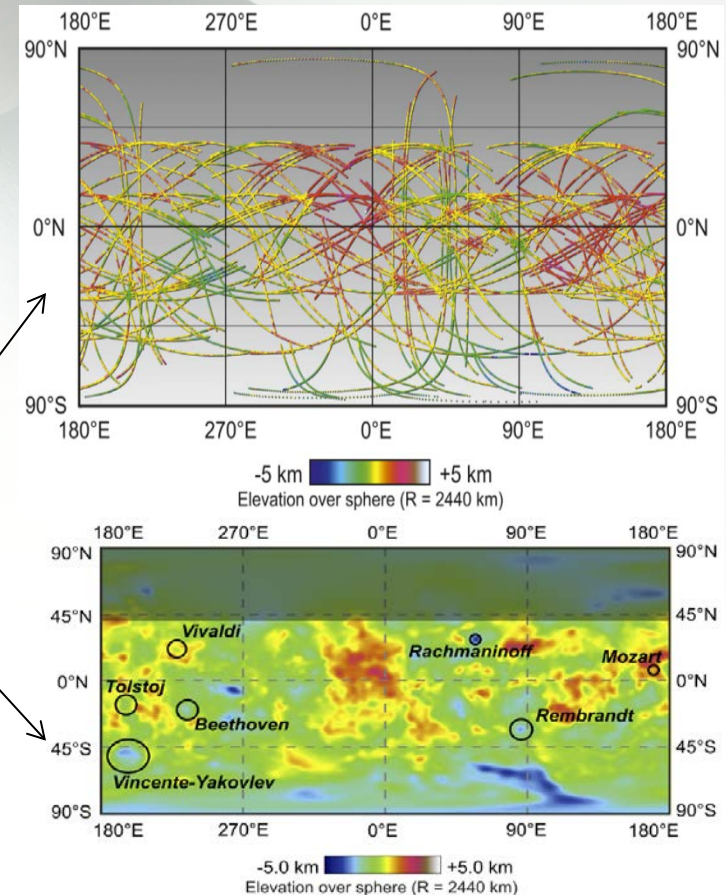 180°E 270°E 0°E 90°E 180°E
90°N 90°N
0°N 0°N
90°S 90°S
180°E 270°E 0°E 90°E 180°E
-5 km +5 km
Elevation over sphere (R = 2440 km)
180°E 270°E 0°E 90°E 180°E
90°N 90°N
45°N 45°N
Vivaldi
Rachmaninoff
Mozart
0°N 0°N
Tolstoj
Beethoven
Rembrandt
45°S 45°S
Vincente-Yakovlev
90°S 90°S
180°E 270°E 0°E 90°E 180°E
-5.0 km +5.0 km
Elevation over sphere (R = 2440 km)